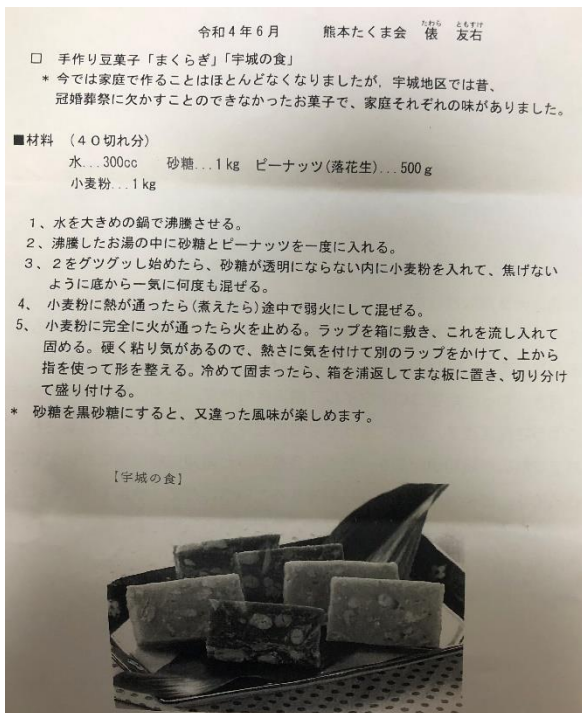 令和4年6月　熊本たくま会　俵　友右
たわら　ともすけ
□ 手作り豆菓子「まくらぎ」「宇城の食」
* 今では家庭で作ることはほとんどなくなりましたが，宇城地区では昔、
冠婚葬祭に欠かすことのできなかったお菓子で、家庭それぞれの味がありました。
■材料　（４０切れ分）
水...300cc　砂糖...1kg　ピーナッツ(落花生)...500g
小麦粉...1kg
1、水を大きめの鍋で沸騰させる。
2、沸騰したお湯の中に砂糖とピーナッツを一度に入れる。
3、2をグツグッし始めたら、砂糖が透明にならない内に小麦粉を入れて、焦げない
ように底から一気に何度も混ぜる。
4、小麦粉に熱が通ったら(煮えたら)途中で弱火にして混ぜる。
5、小麦粉に完全に火が通ったら火を止める。ラップを箱に敷き、これを流し入れて
固める。硬く粘り気があるので、熱さに気を付けて別のラップをかけて、上から
指を使って形を整える。冷めて固まったら、箱を浦返してまな板に置き、切り分け
て盛り付ける。
* 砂糖を黒砂糖にすると、又違った風味が楽しめます。
【宇城の食】